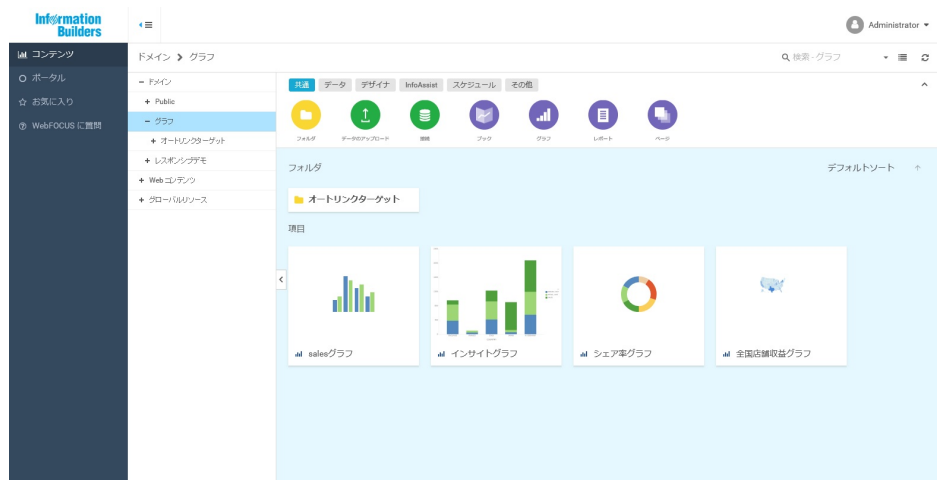 Information
Builders
Administrator
コンテンツ
ポータル
お気に入り
WebFOCUS に質問
ドメイン ❯ グラフ
検索-グラフ
− ドメイン
+ Public
− グラフ
+ オートリンクターゲット
+ レスポンシブデモ
+ Web コンテンツ
+ グローバルリソース
共通 データ デザイナ InfoAssist スケジュール その他
フォルダ データのアップロード 接続 ブック グラフ レポート ページ
フォルダ
デフォルトソート
オートリンクターゲット
項目
salesグラフ
インサイトグラフ
シェア率グラフ
全国店舗収益グラフ